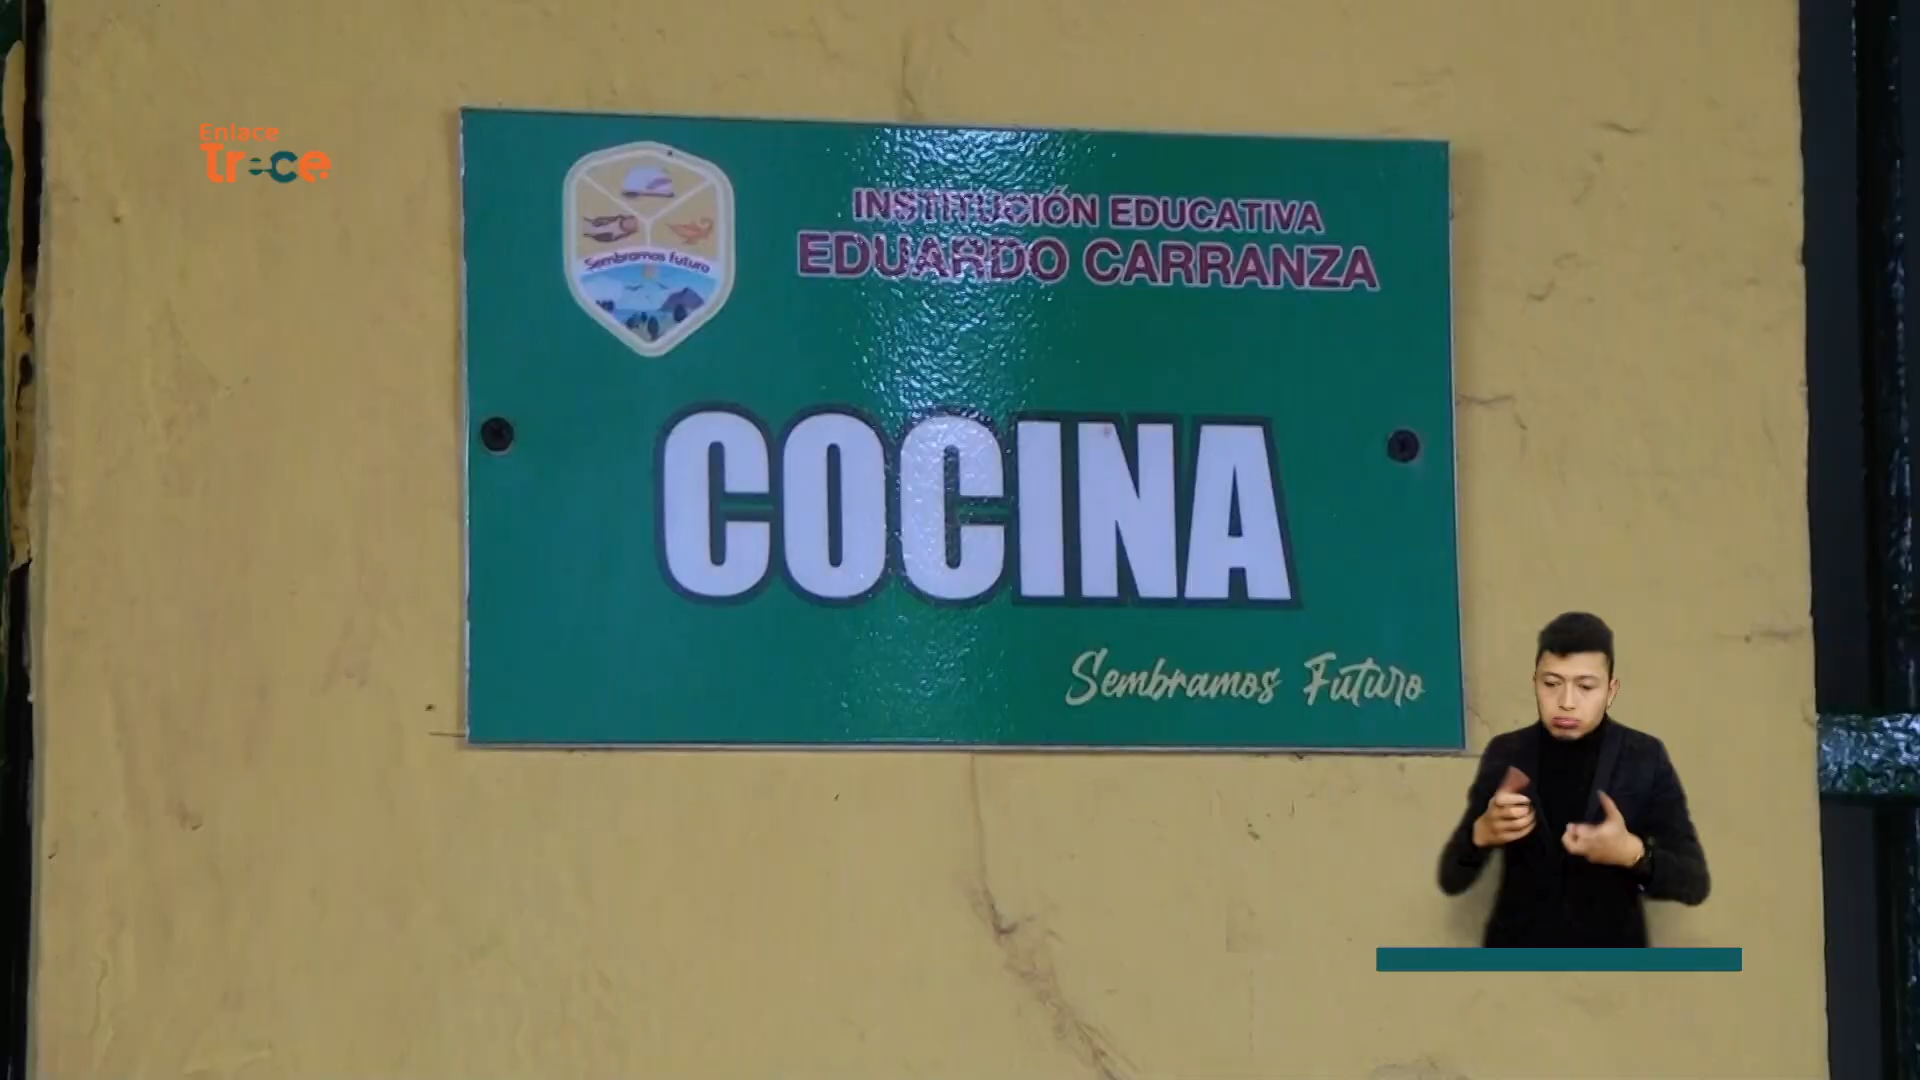 Enlace
trece
INSTITUCIÓN EDUCATIVA
EDUARDO CARRANZA
Sembramos futuro
COCINA
Sembramos Futuro